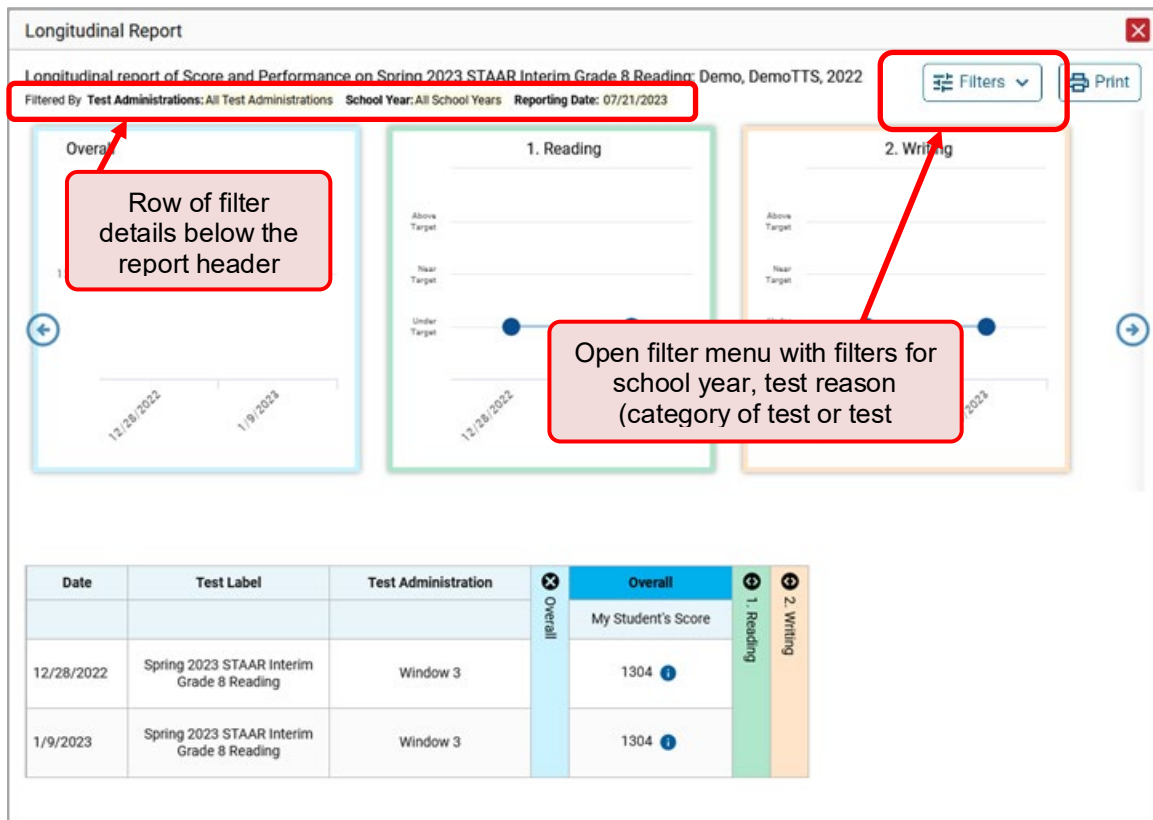 Longitudinal Report
Longitudinal report of Score and Performance on Spring 2023 STAAR Interim Grade 8 Reading: Demo, DemoTTS, 2022
Filters
Print
Filtered By Test Administrations: All Test Administrations School Year: All School Years Reporting Date: 07/21/2023
Overall
1. Reading
2. Writing
Row of filter
details below the
report header
Above
Target
Near
Target
Under
Target
Above
Target
Near
Target
Open filter menu with filters for
school year, test reason
(category of test or test
12/28/2022
1/9/2023
12/28/2022
Date
Test Label
Test Administration
Overall
Overall
My Student's Score
1. Reading
2. Writing
12/28/2022
Spring 2023 STAAR Interim
Grade 8 Reading
Window 3
1304
1/9/2023
Spring 2023 STAAR Interim
Grade 8 Reading
Window 3
1304